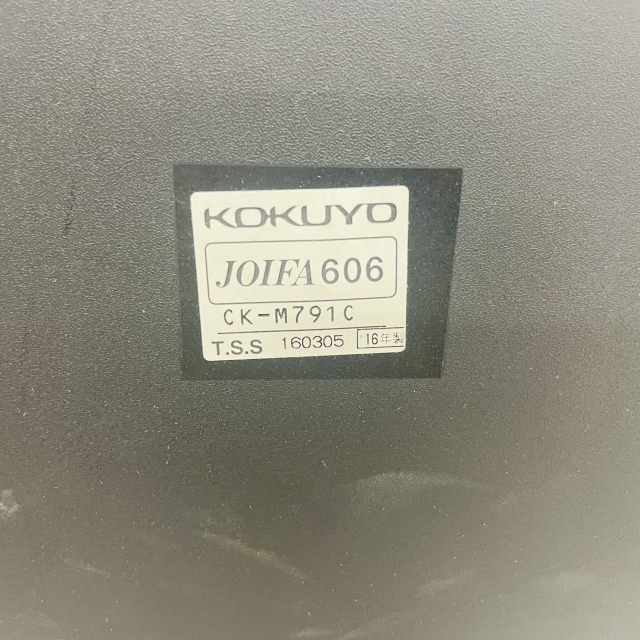 KOKUYO
JOIFA606
CK-M791C
T.S.S 160305 '16年製